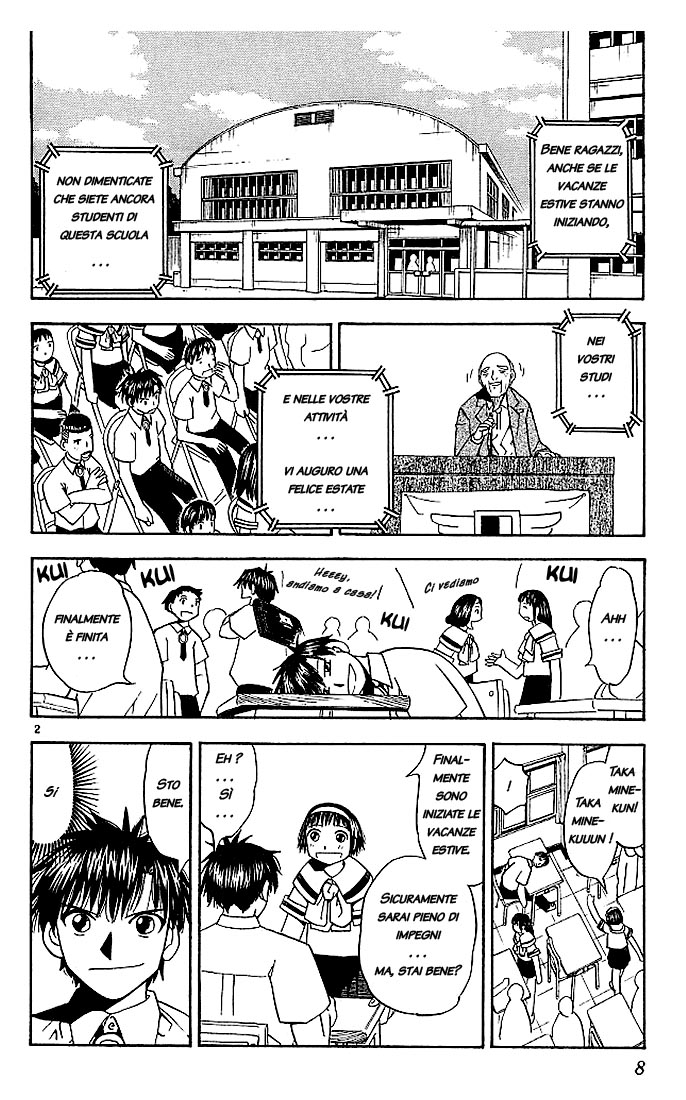 BENE RAGAZZI,
ANCHE SE LE
VACANZE
ESTIVE STANNO
INIZIANDO,
NON DIMENTICATE
CHE SIETE ANCORA
STUDENTI DI
QUESTA SCUOLA
...
NEI
VOSTRI
STUDI
...
E NELLE VOSTRE
ATTIVITÀ
...
VI AUGURO UNA
FELICE ESTATE
...
AHH
...
KUI
Ci vediamo
KUI
Heeey,
andiamo a casa!!
KUI
KUI
FINALMENTE
È FINITA
...
2
TAKA
MINE-
KUN!
TAKA
MINE-
KUUUN !
!
FINAL-
MENTE
SONO
INIZIATE LE
VACANZE
ESTIVE.
SICURAMENTE
SARAI PIENO DI
IMPEGNI
...
MA, STAI BENE?
EH ?
...
SÌ
...
STO
BENE.
Sì
8